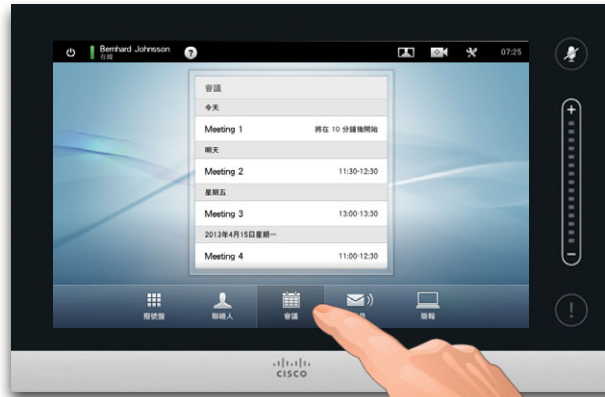 Bernhard Johnsson
在線
?
07:25
會議
今天
Meeting 1 將在 10 分鐘後開始
明天
Meeting 2 11:30-12:30
星期五
Meeting 3 13:00-13:30
2013年4月15日星期一
Meeting 4 11:00-12:30
撥號盤 聯絡人 會議 簡報
CISCO